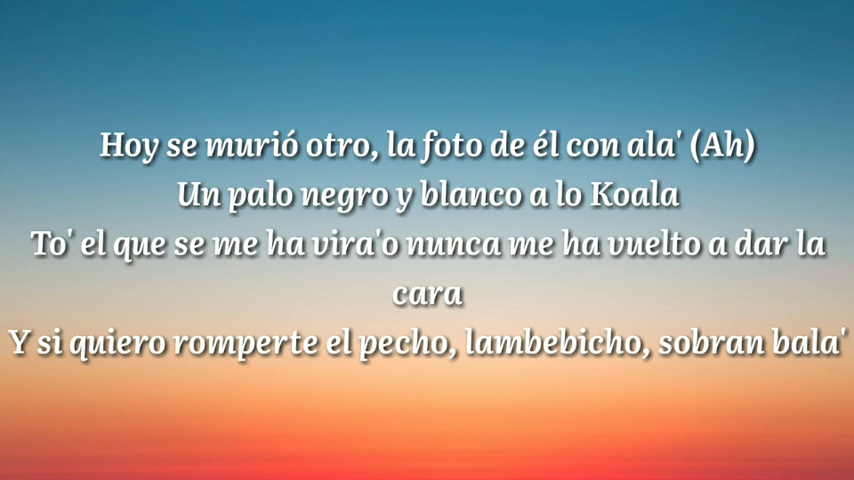 Hoy se murió otro, la foto de él con ala' (Ah)
Un palo negro y blanco a lo Koala
To' el que se me ha vira'o nunca me ha vuelto a dar la
cara
Y si quiero romperte el pecho, lambebicho, sobran bala'